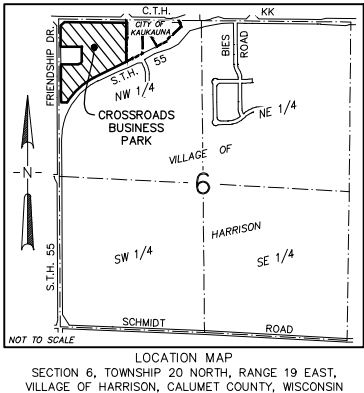 C.T.H. KK
CITY OF
KAUKAUNA
FRIENDSHIP DR.
S.T.H. 55
BIES
ROAD
NW 1/4
CROSSROADS
BUSINESS
PARK
NE 1/4
VILLAGE OF
N
6
HARRISON
SW 1/4
SE 1/4
S.T.H. 55
SCHMIDT ROAD
NOT TO SCALE
LOCATION MAP
SECTION 6, TOWNSHIP 20 NORTH, RANGE 19 EAST,
VILLAGE OF HARRISON, CALUMET COUNTY, WISCONSIN